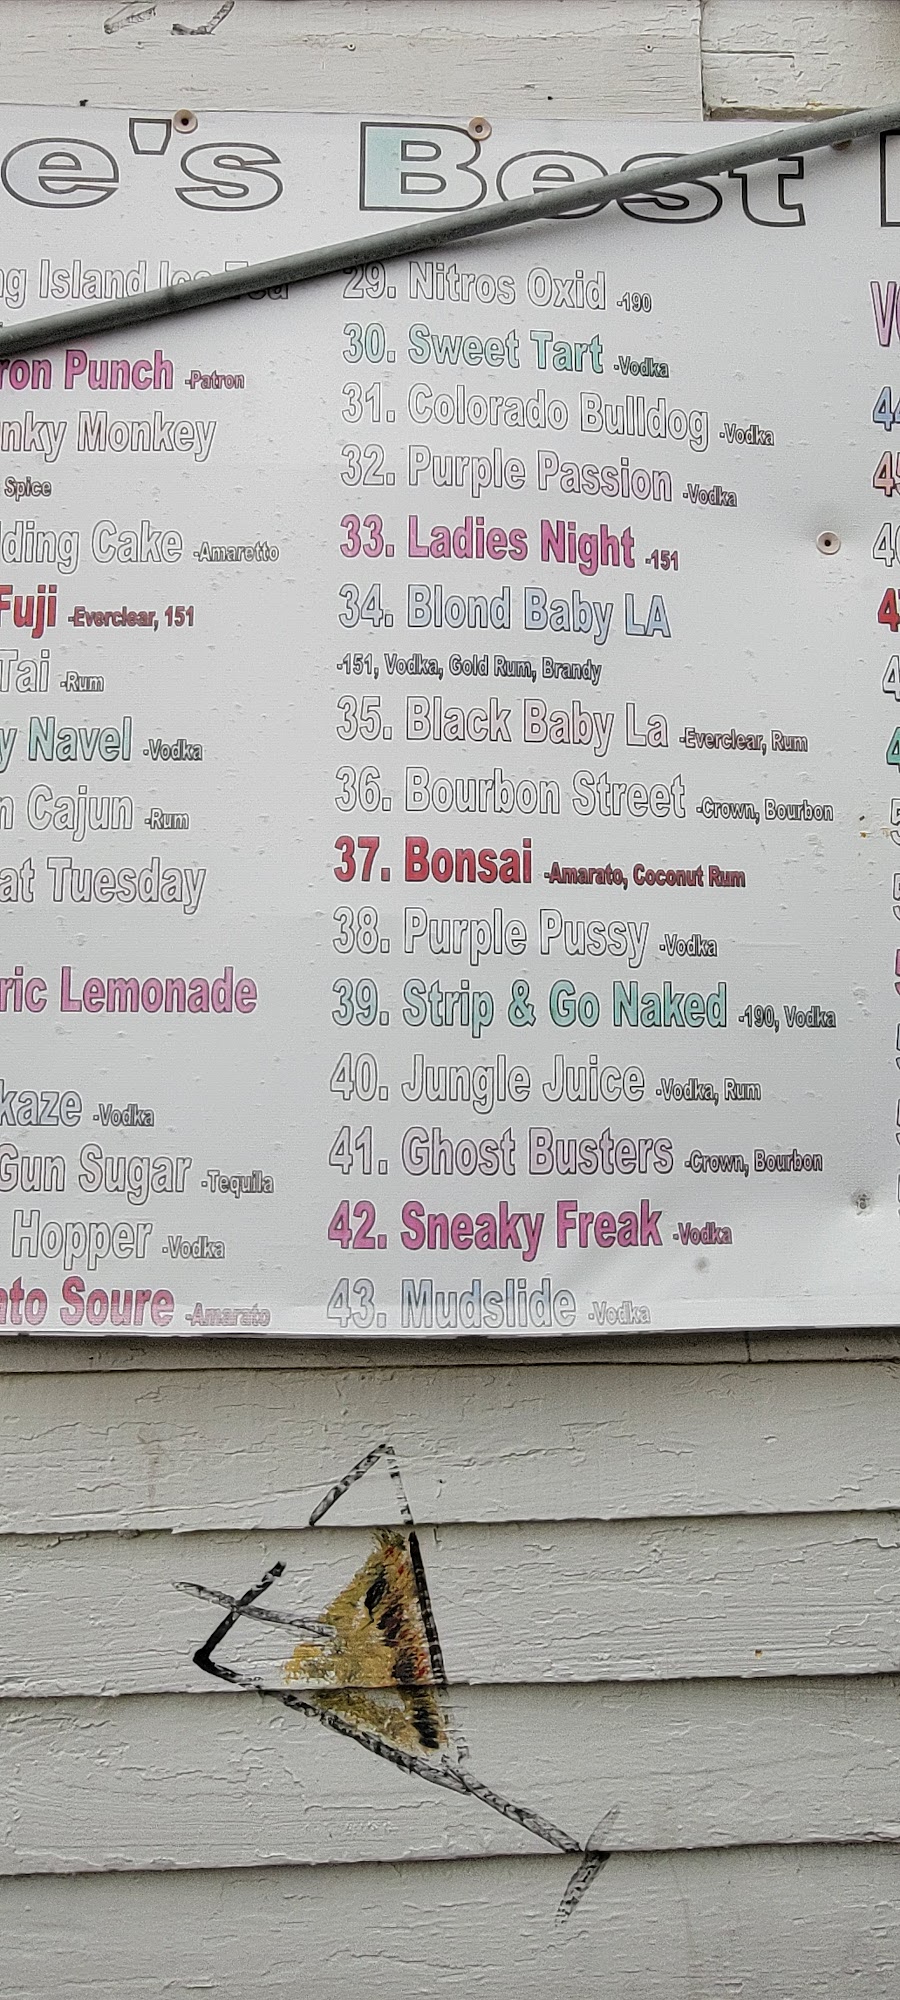 e's Best
Island Ice Tea
ron Punch -Patron
nky Monkey
Spice
ding Cake -Amaretto
Fuji -Everclear, 151
Tai -Rum
y Navel -Vodka
n Cajun -Rum
at Tuesday
ric Lemonade
kaze -Vodka
Gun Sugar -Tequila
Hopper -Vodka
ato Soure -Amarato
29. Nitros Oxid -190
30. Sweet Tart -Vodka
31. Colorado Bulldog -Vodka
32. Purple Passion -Vodka
33. Ladies Night -151
34. Blond Baby LA
-151, Vodka, Gold Rum, Brandy
35. Black Baby La -Everclear, Rum
36. Bourbon Street -Crown, Bourbon
37. Bonsai -Amarato, Coconut Rum
38. Purple Pussy -Vodka
39. Strip & Go Naked -190, Vodka
40. Jungle Juice -Vodka, Rum
41. Ghost Busters -Crown, Bourbon
42. Sneaky Freak -Vodka
43. Mudslide -Vodka